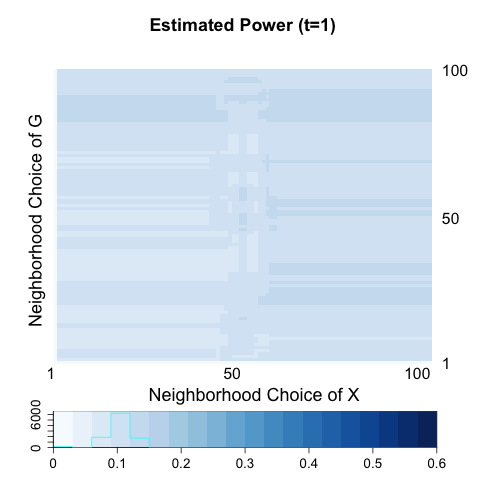 Estimated Power (t=1)
Neighborhood Choice of G
100
50
1
1 50 100
Neighborhood Choice of X
0 6000
0 0.1 0.2 0.3 0.4 0.5 0.6